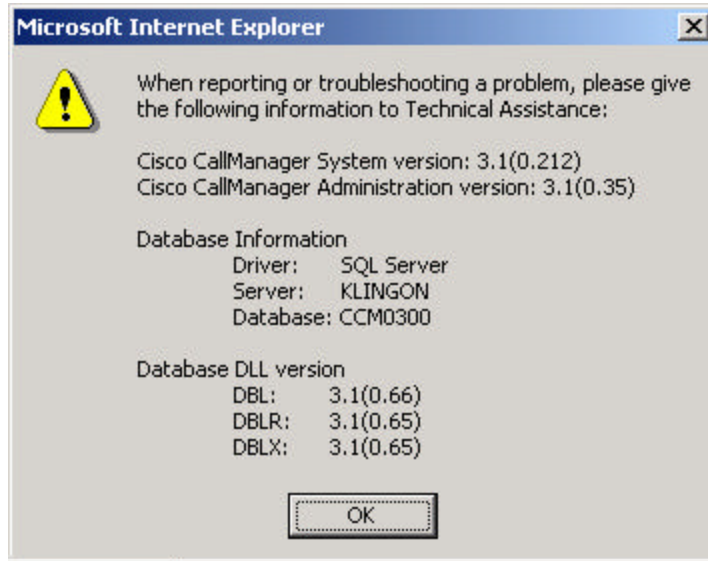 Microsoft Internet Explorer
When reporting or troubleshooting a problem, please give
the following information to Technical Assistance:
Cisco CallManager System version: 3.1(0.212)
Cisco CallManager Administration version: 3.1(0.35)
Database Information
Driver: SQL Server
Server: KLINGON
Database: CCM0300
Database DLL version
DBL: 3.1(0.66)
DBLR: 3.1(0.65)
DBLX: 3.1(0.65)
OK